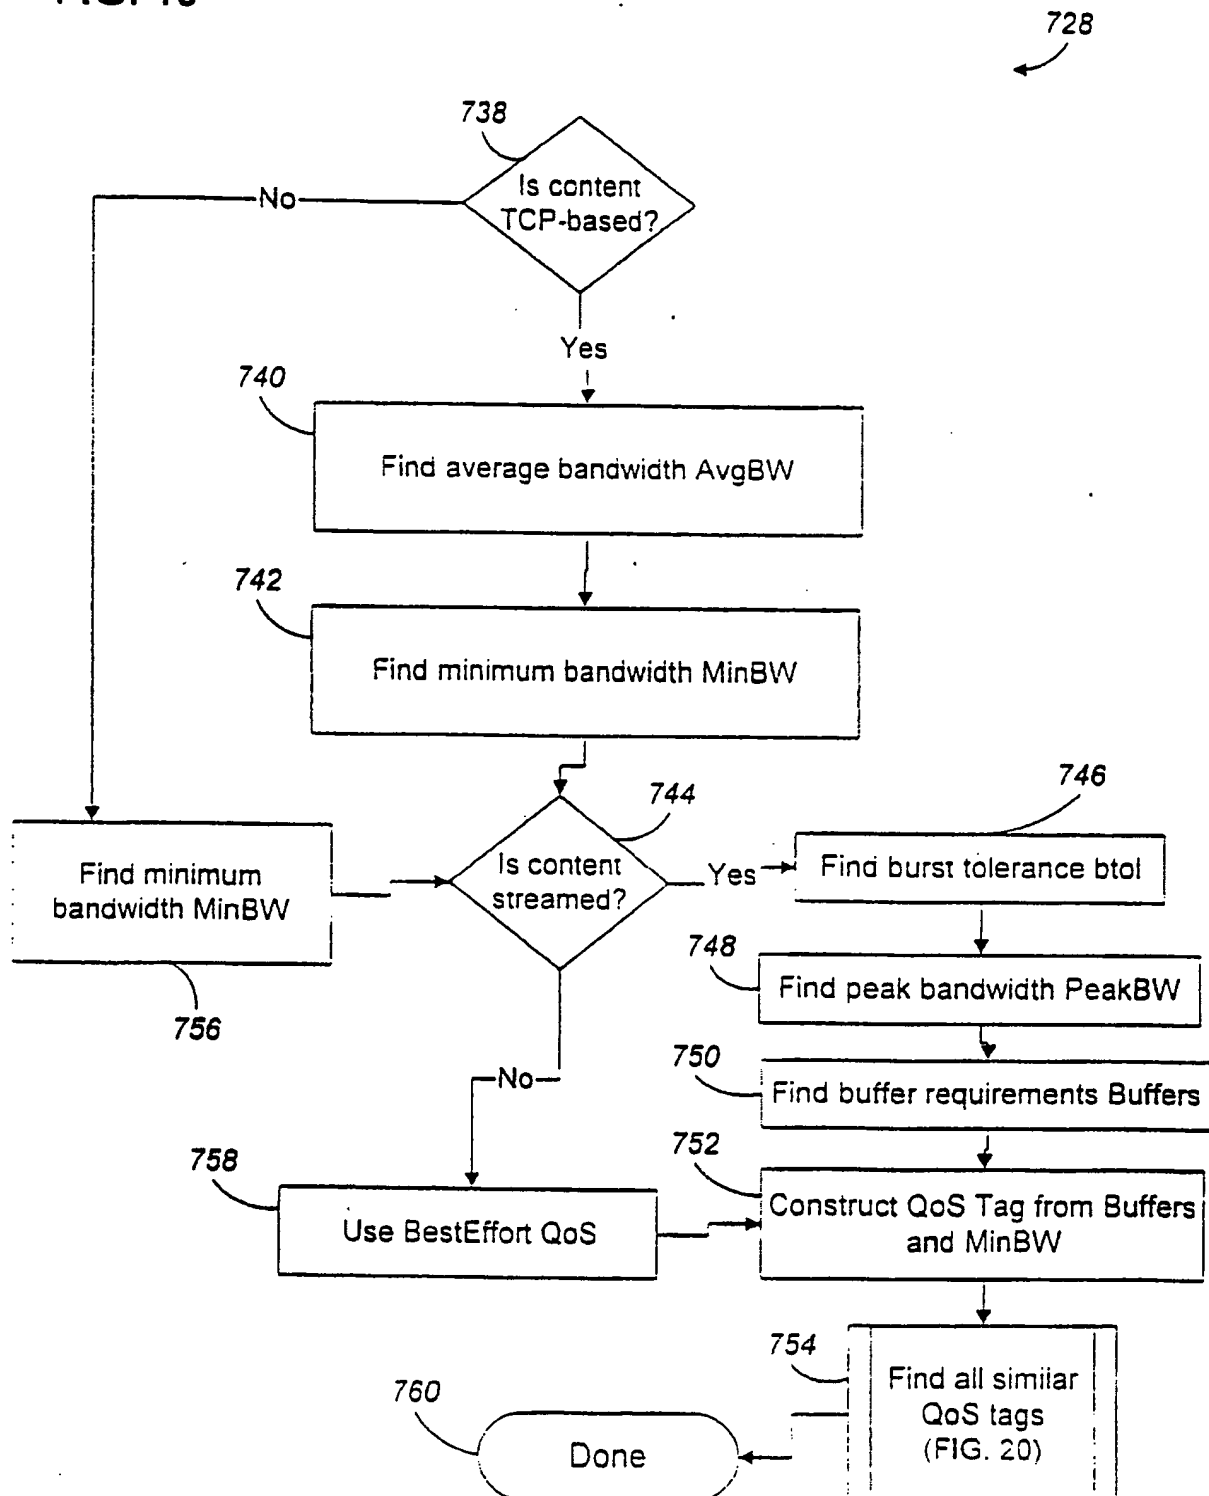 728
738
Is content
TCP-based?
No
Yes
740
Find average bandwidth AvgBW
742
Find minimum bandwidth MinBW
744
746
Is content
streamed?
Yes
Find burst tolerance btol
Find minimum
bandwidth MinBW
756
748
Find peak bandwidth PeakBW
750
Find buffer requirements Buffers
No
752
Construct QoS Tag from Buffers
and MinBW
758
Use BestEffort QoS
754
Find all similar
QoS tags
(FIG. 20)
760
Done